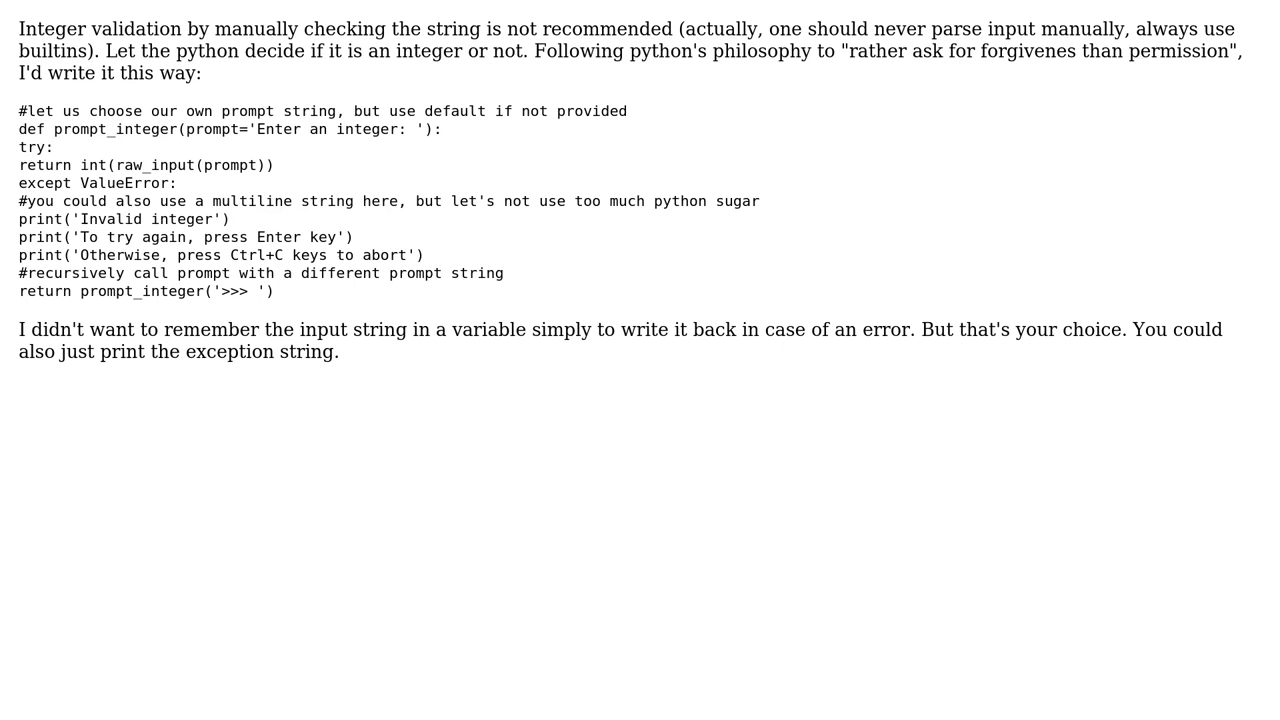 Integer validation by manually checking the string is not recommended (actually, one should never parse input manually, always use
builtins). Let the python decide if it is an integer or not. Following python's philosophy to "rather ask for forgivenes than permission",
I'd write it this way:
#let us choose our own prompt string, but use default if not provided
def prompt_integer(prompt='Enter an integer: '):
try:
return int(raw_input(prompt))
except ValueError:
#you could also use a multiline string here, but let's not use too much python sugar
print('Invalid integer')
print('To try again, press Enter key')
print('Otherwise, press Ctrl+C keys to abort')
#recursively call prompt with a different prompt string
return prompt_integer('>>> ')
I didn't want to remember the input string in a variable simply to write it back in case of an error. But that's your choice. You could
also just print the exception string.